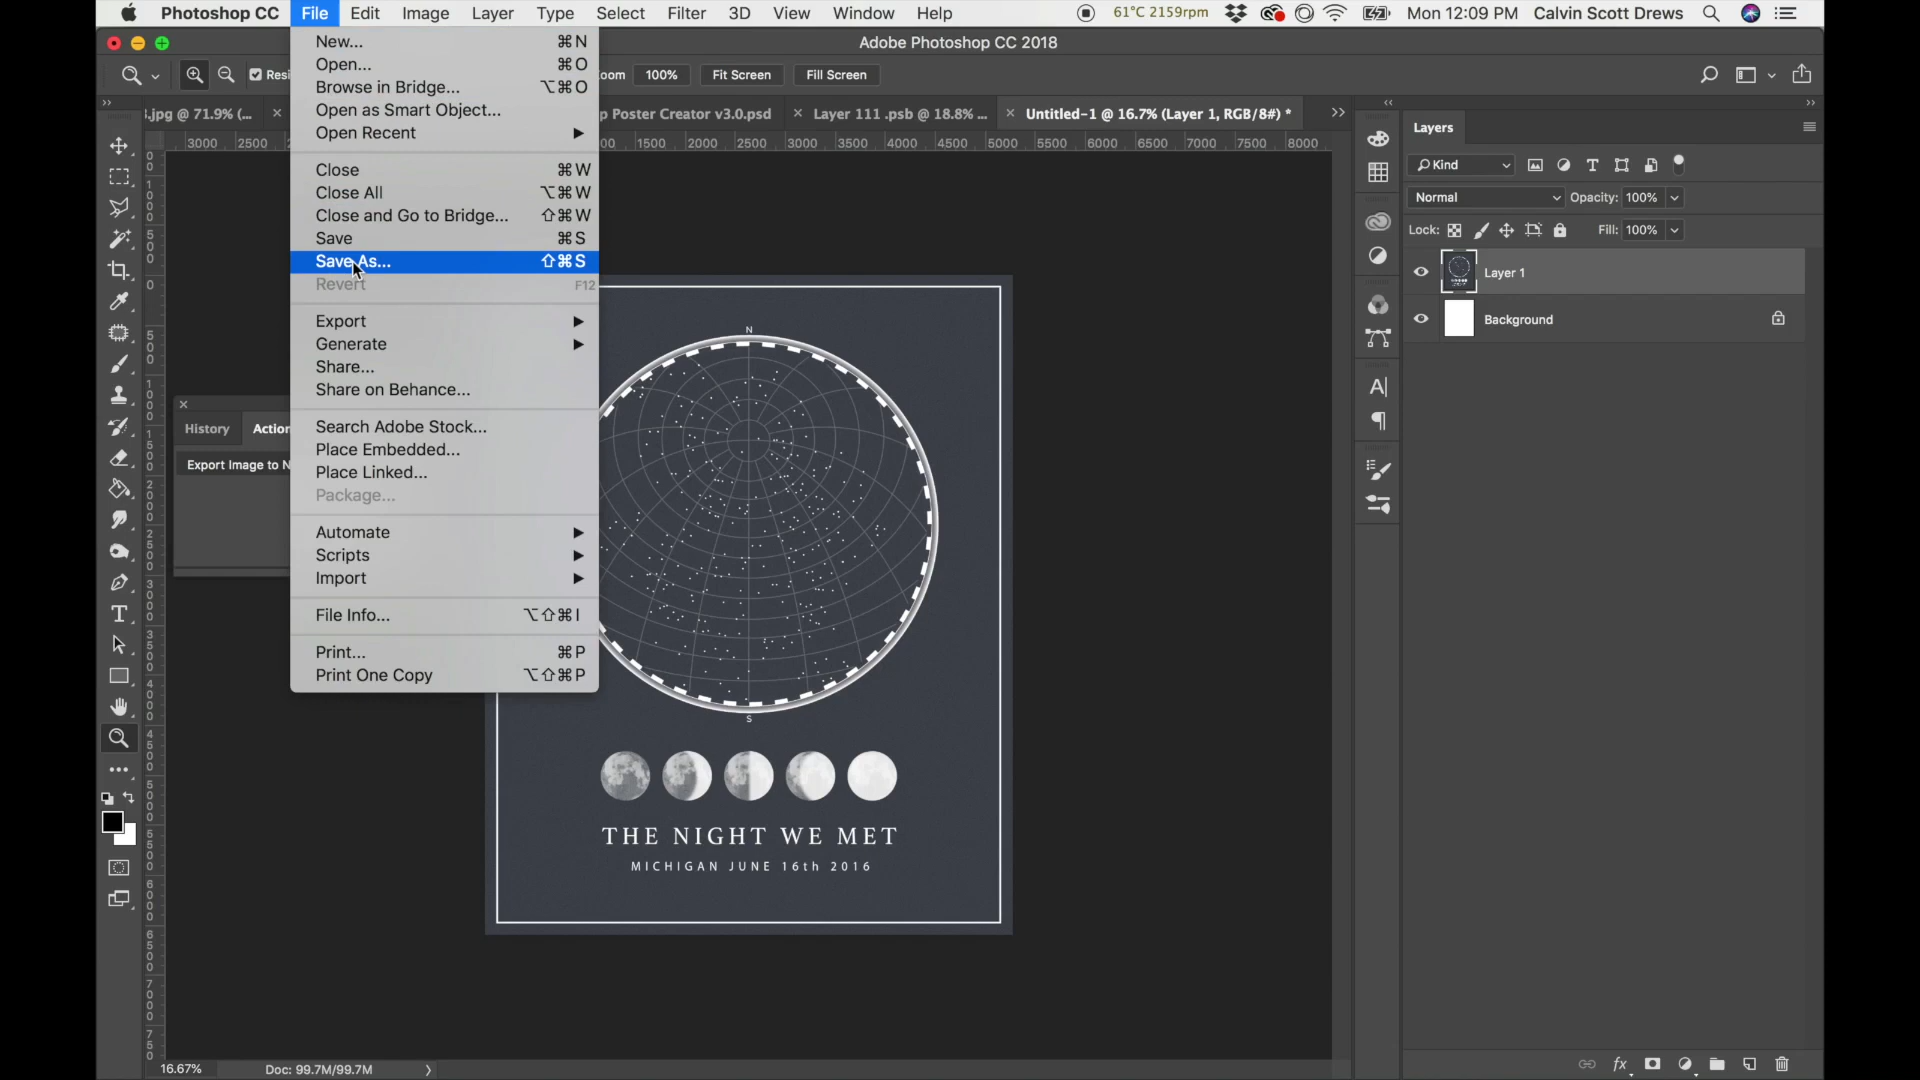 Photoshop CC File Edit Image Layer Type Select Filter 3D View Window Help 61°C 2159rpm Mon 12:09 PM Calvin Scott Drews
Adobe Photoshop CC 2018
Resi
oom 100% Fit Screen Fill Screen
.jpg @ 71.9% (... × p Poster Creator v3.0.psd × Layer 111 .psb @ 18.8% ... × Untitled-1 @ 16.7% (Layer 1, RGB/8#) *
3000 2500 00 1500 2000 2500 3000 3500 4000 4500 5000 5500 6000 6500 7000 7500 8000
New... ⌘N
Open... ⌘O
Browse in Bridge... ⌥⌘O
Open as Smart Object...
Open Recent ▶
Close ⌘W
Close All ⌥⌘W
Close and Go to Bridge... ⇧⌘W
Save ⌘S
Save As... ⇧⌘S
Revert F12
Export ▶
Generate ▶
Share...
Share on Behance...
Search Adobe Stock...
Place Embedded...
Place Linked...
Package...
Automate ▶
Scripts ▶
Import ▶
File Info... ⌥⇧⌘I
Print... ⌘P
Print One Copy ⌥⇧⌘P
History Action
Export Image to N
N
S
THE NIGHT WE MET
MICHIGAN JUNE 16th 2016
Layers
Kind
Normal Opacity: 100%
Lock: Fill: 100%
Layer 1
Background
16.67% Doc: 99.7M/99.7M
fx